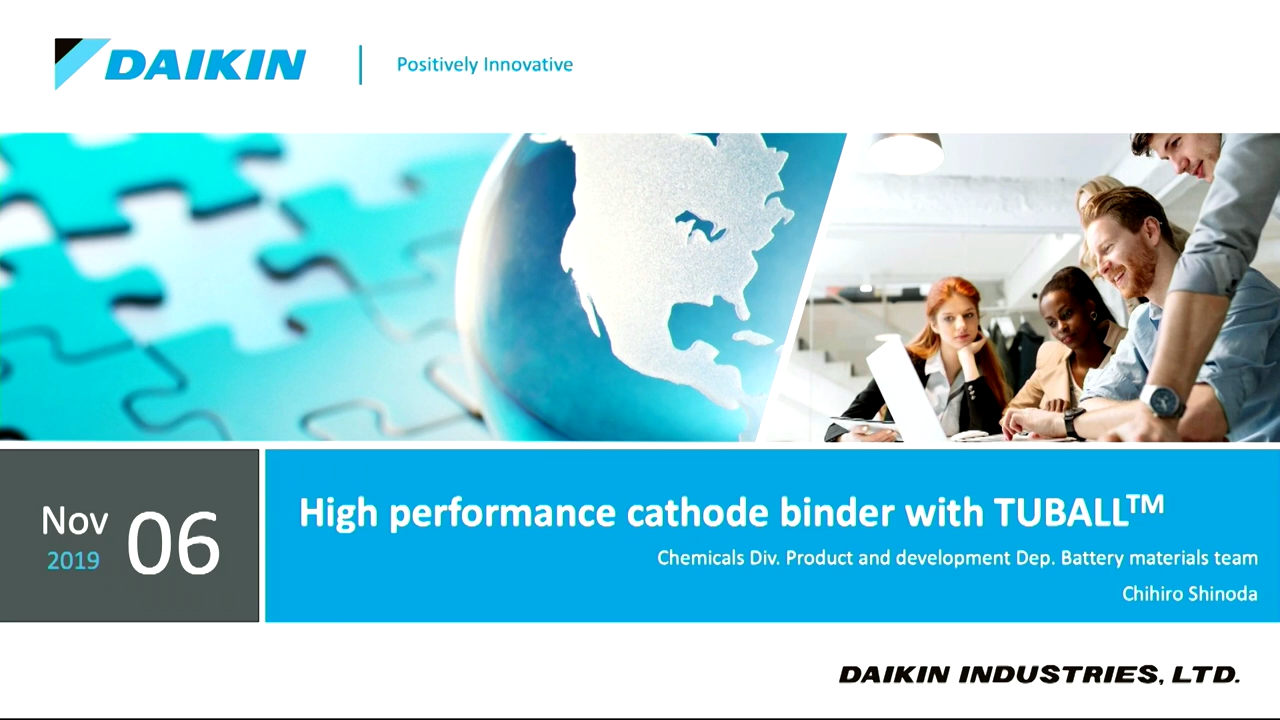 DAIKIN
Positively Innovative
Nov
2019
06
High performance cathode binder with TUBALL™
Chemicals Div. Product and development Dep. Battery materials team
Chihiro Shinoda
DAIKIN INDUSTRIES, LTD.